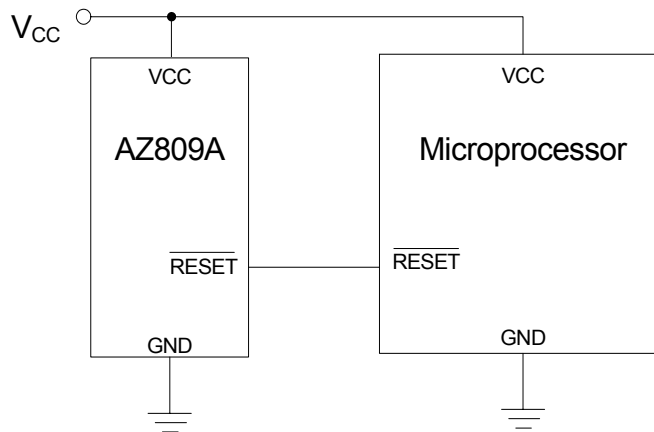 VCC
VCC
VCC
AZ809A
Microprocessor
RESET
RESET
GND
GND